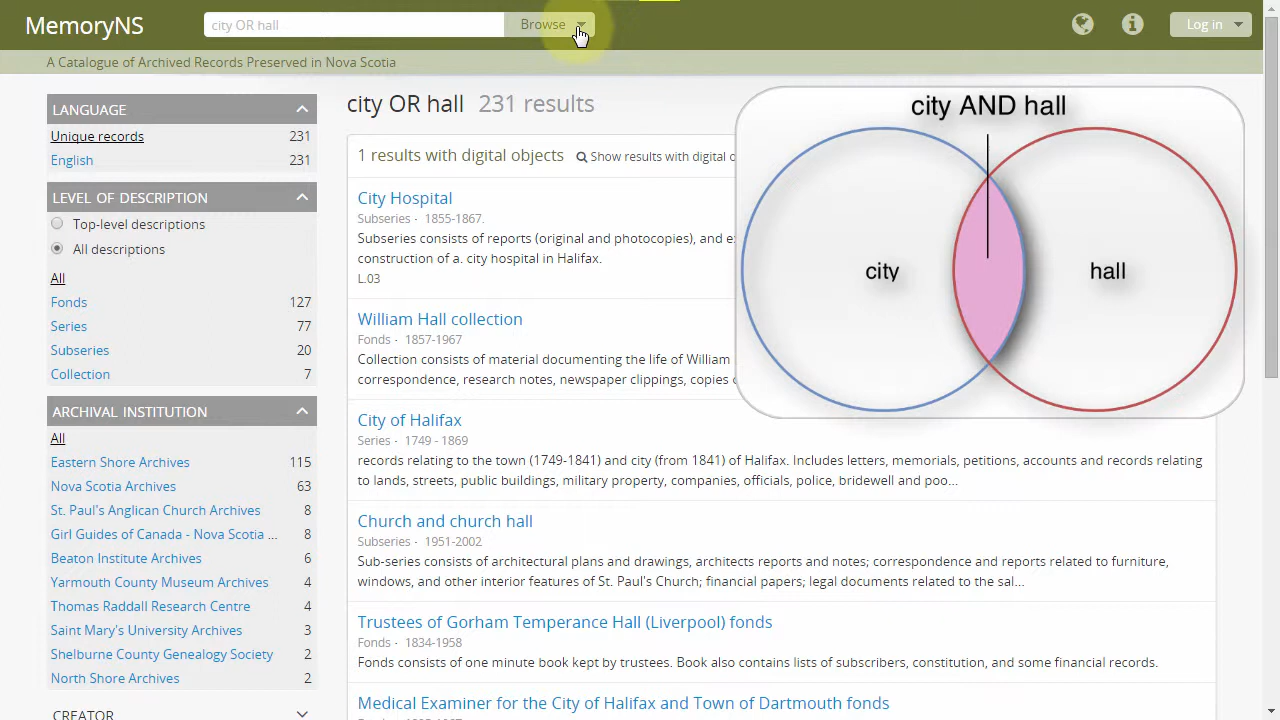 MemoryNS
city OR hall
Browse
Log in
A Catalogue of Archived Records Preserved in Nova Scotia
LANGUAGE
Unique records 231
English 231
LEVEL OF DESCRIPTION
Top-level descriptions
All descriptions
All
Fonds 127
Series 77
Subseries 20
Collection 7
ARCHIVAL INSTITUTION
All
Eastern Shore Archives 115
Nova Scotia Archives 63
St. Paul's Anglican Church Archives 8
Girl Guides of Canada - Nova Scotia ... 8
Beaton Institute Archives 6
Yarmouth County Museum Archives 4
Thomas Raddall Research Centre 4
Saint Mary's University Archives 3
Shelburne County Genealogy Society 2
North Shore Archives 2
CREATOR
city OR hall 231 results
1 results with digital objects Show results with digital o
City Hospital
Subseries - 1855-1867.
Subseries consists of reports (original and photocopies), and e
construction of a. city hospital in Halifax.
L.03
William Hall collection
Fonds - 1857-1967
Collection consists of material documenting the life of William
correspondence, research notes, newspaper clippings, copies
City of Halifax
Series - 1749 - 1869
records relating to the town (1749-1841) and city (from 1841) of Halifax. Includes letters, memorials, petitions, accounts and records relating
to lands, streets, public buildings, military property, companies, officials, police, bridewell and poo...
Church and church hall
Subseries - 1951-2002
Sub-series consists of architectural plans and drawings, architects reports and notes; correspondence and reports related to furniture,
windows, and other interior features of St. Paul's Church; financial papers; legal documents related to the sal...
Trustees of Gorham Temperance Hall (Liverpool) fonds
Fonds - 1834-1958
Fonds consists of one minute book kept by trustees. Book also contains lists of subscribers, constitution, and some financial records.
Medical Examiner for the City of Halifax and Town of Dartmouth fonds
city AND hall
city
hall